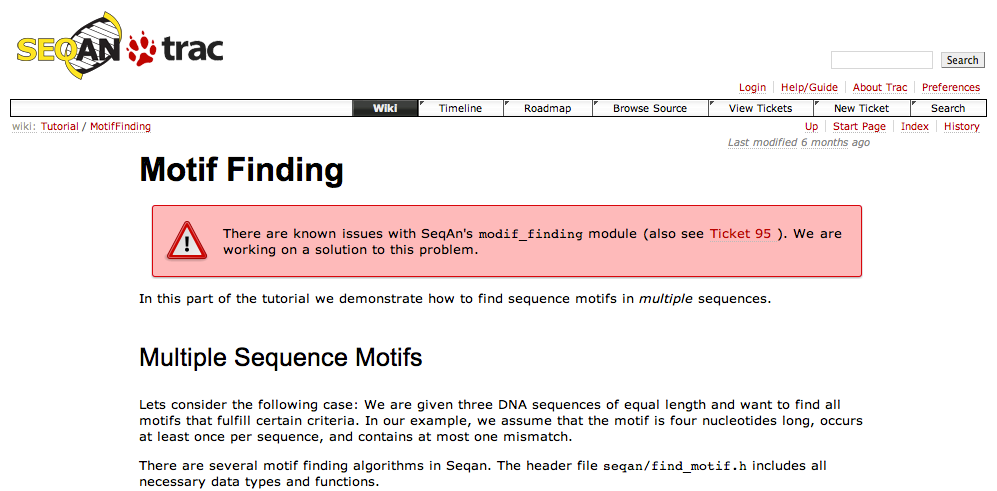 SEQAN trac
Search
Login Help/Guide About Trac Preferences
Wiki Timeline Roadmap Browse Source View Tickets New Ticket Search
wiki: Tutorial / MotifFinding
Up Start Page Index History
Last modified 6 months ago
Motif Finding
There are known issues with SeqAn's modif_finding module (also see Ticket 95 ). We are
working on a solution to this problem.
In this part of the tutorial we demonstrate how to find sequence motifs in multiple sequences.
Multiple Sequence Motifs
Lets consider the following case: We are given three DNA sequences of equal length and want to find all
motifs that fulfill certain criteria. In our example, we assume that the motif is four nucleotides long, occurs
at least once per sequence, and contains at most one mismatch.
There are several motif finding algorithms in Seqan. The header file seqan/find_motif.h includes all
necessary data types and functions.